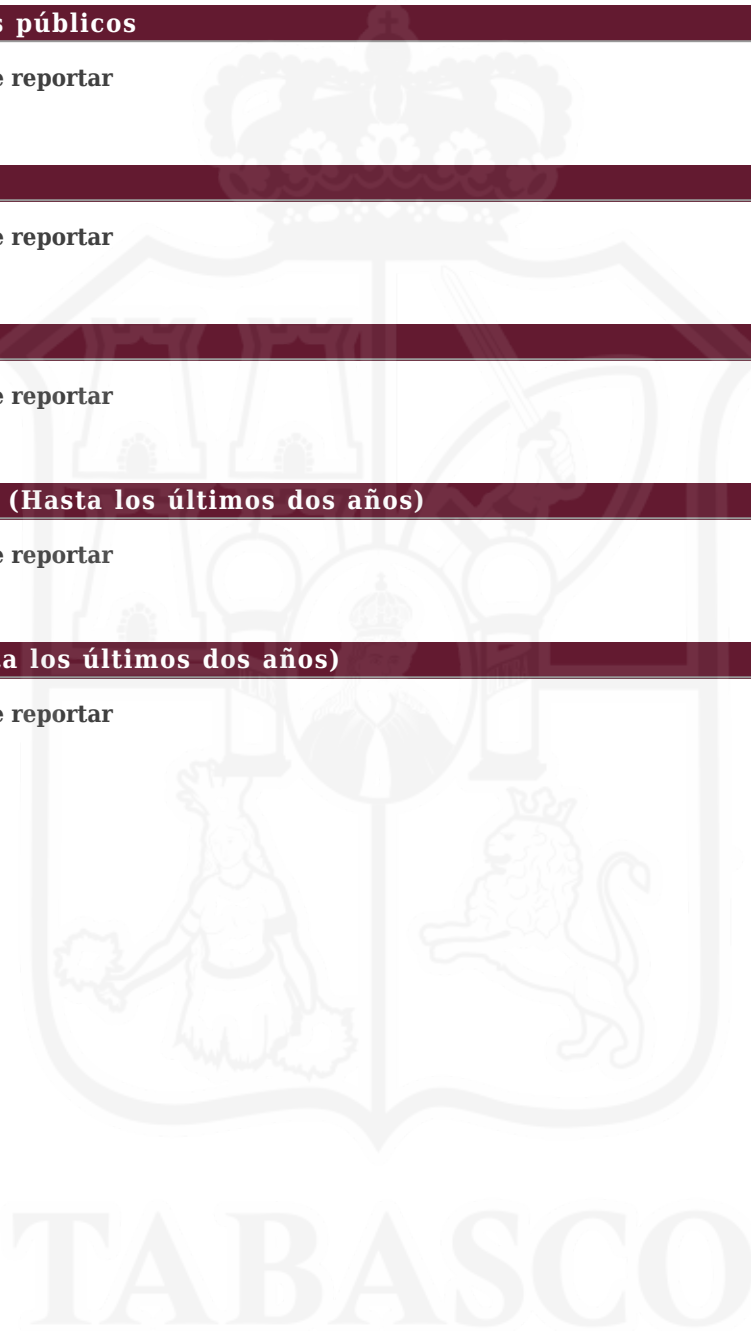 s públicos
e reportar
e reportar
e reportar
(Hasta los últimos dos años)
e reportar
a los últimos dos años)
e reportar
TABASCO